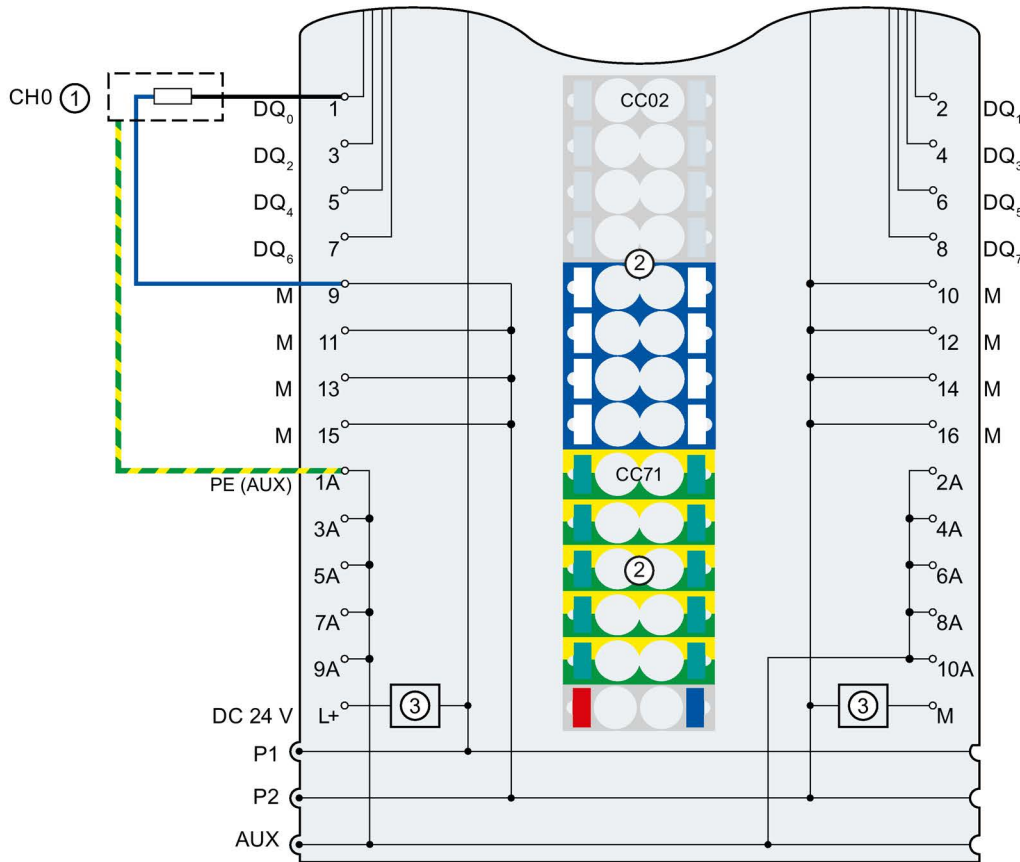 CH0 ①
CC02
DQ₀ 1
2 DQ₁
DQ₂ 3
4 DQ₃
DQ₄ 5
6 DQ₅
DQ₆ 7
8 DQ₇
②
M 9
10 M
M 11
12 M
M 13
14 M
M 15
16 M
PE (AUX) 1A
CC71
2A
3A
4A
5A
②
6A
7A
8A
9A
10A
DC 24 V L+
③
③
M
P1
P2
AUX